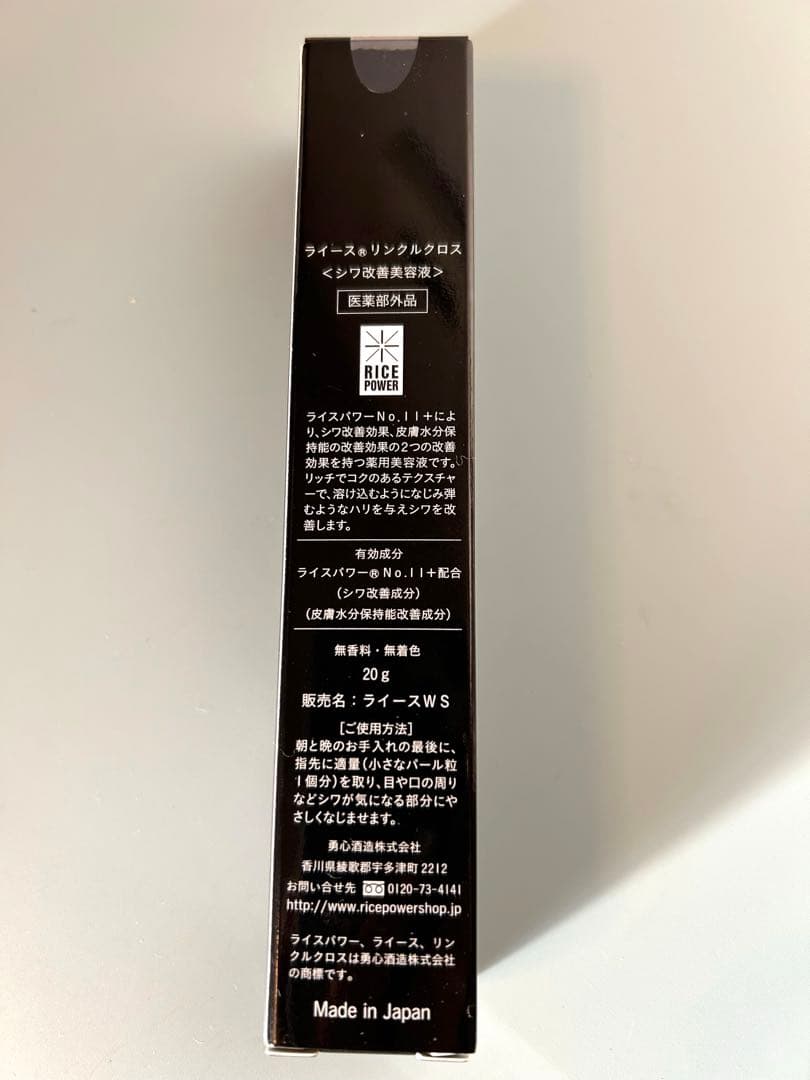 ライース®リンクルクロス
<シワ改善美容液>
医薬部外品
RICE
POWER
ライスパワーNo.11+によ
り、シワ改善効果、皮膚水分保
持能の改善効果の2つの改善
効果を持つ薬用美容液です。
リッチでコクのあるテクスチャ
ーで、溶け込むようになじみ弾
むようなハリを与えシワを改
善します。
有効成分
ライスパワー®No.11+配合
(シワ改善成分)
(皮膚水分保持能改善成分)
無香料・無着色
20g
販売名:ライースWS
[ご使用方法]
朝と晩のお手入れの最後に、
指先に適量(小さなパール粒
1個分)を取り、目や口の周り
などシワが気になる部分にや
さしくなじませます。
勇心酒造株式会社
香川県綾歌郡宇多津町2212
お問い合せ先 0120-73-4141
http://www.ricepowershop.jp
ライスパワー、ライース、リン
クルクロスは勇心酒造株式会社
の商標です。
Made in Japan